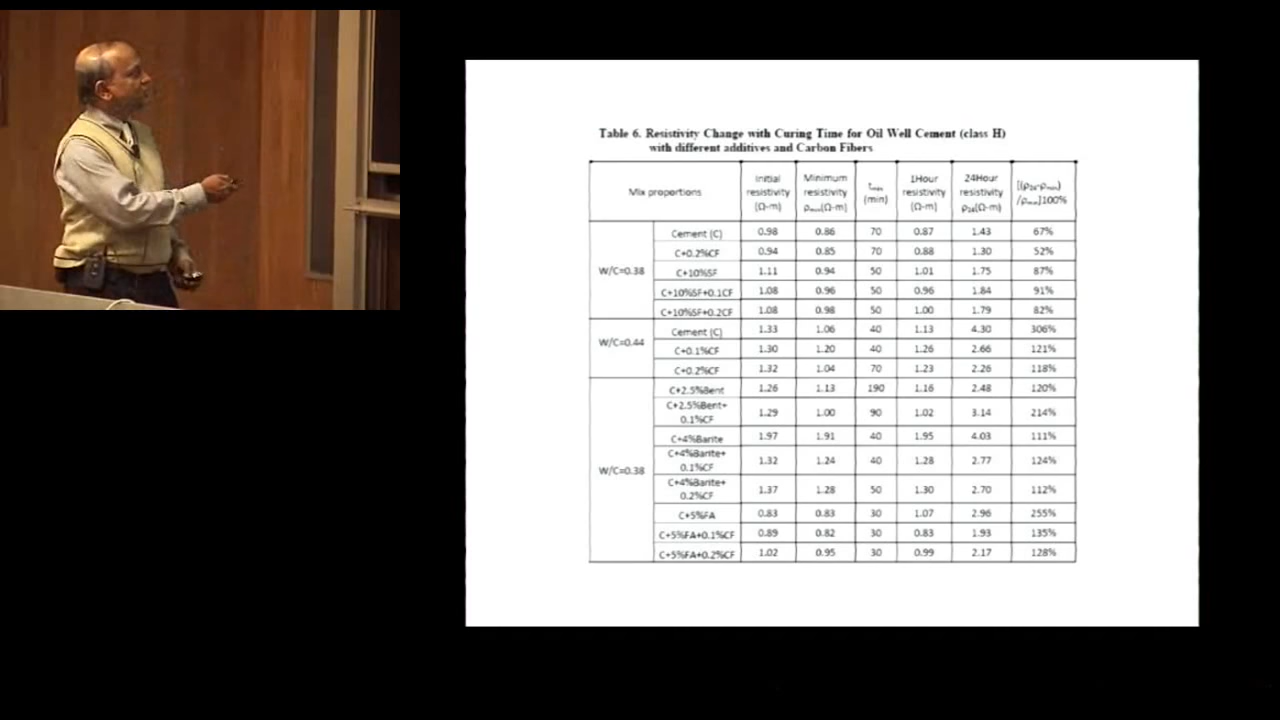 Table 6. Resistivity Change with Curing Time for Oil Well Cement (class H)
with different additives and Carbon Fibers
Mix proportions Initial resistivity (Ω-m) Minimum resistivity ρmin(Ω-m) (min) 1Hour resistivity (Ω-m) 24Hour resistivity ρ24(Ω-m) [(ρ24-ρmin)/ρmin]100%
W/C=0.38 Cement (C) 0.98 0.86 70 0.87 1.43 67%
C+0.2%CF 0.94 0.85 70 0.88 1.30 52%
C+10%SF 1.11 0.94 50 1.01 1.75 87%
C+10%SF+0.1CF 1.08 0.96 50 0.96 1.84 91%
C+10%SF+0.2CF 1.08 0.98 50 1.00 1.79 82%
W/C=0.44 Cement (C) 1.33 1.06 40 1.13 4.30 306%
C+0.1%CF 1.30 1.20 40 1.26 2.66 121%
C+0.2%CF 1.32 1.04 70 1.23 2.26 118%
W/C=0.38 C+2.5%Bent 1.26 1.13 190 1.16 2.48 120%
C+2.5%Bent+ 0.1%CF 1.29 1.00 90 1.02 3.14 214%
C+4%Barite 1.97 1.91 40 1.95 4.03 111%
C+4%Barite+ 0.1%CF 1.32 1.24 40 1.28 2.77 124%
C+4%Barite+ 0.2%CF 1.37 1.28 50 1.30 2.70 112%
C+5%FA 0.83 0.83 30 1.07 2.96 255%
C+5%FA+0.1%CF 0.89 0.82 30 0.83 1.93 135%
C+5%FA+0.2%CF 1.02 0.95 30 0.99 2.17 128%